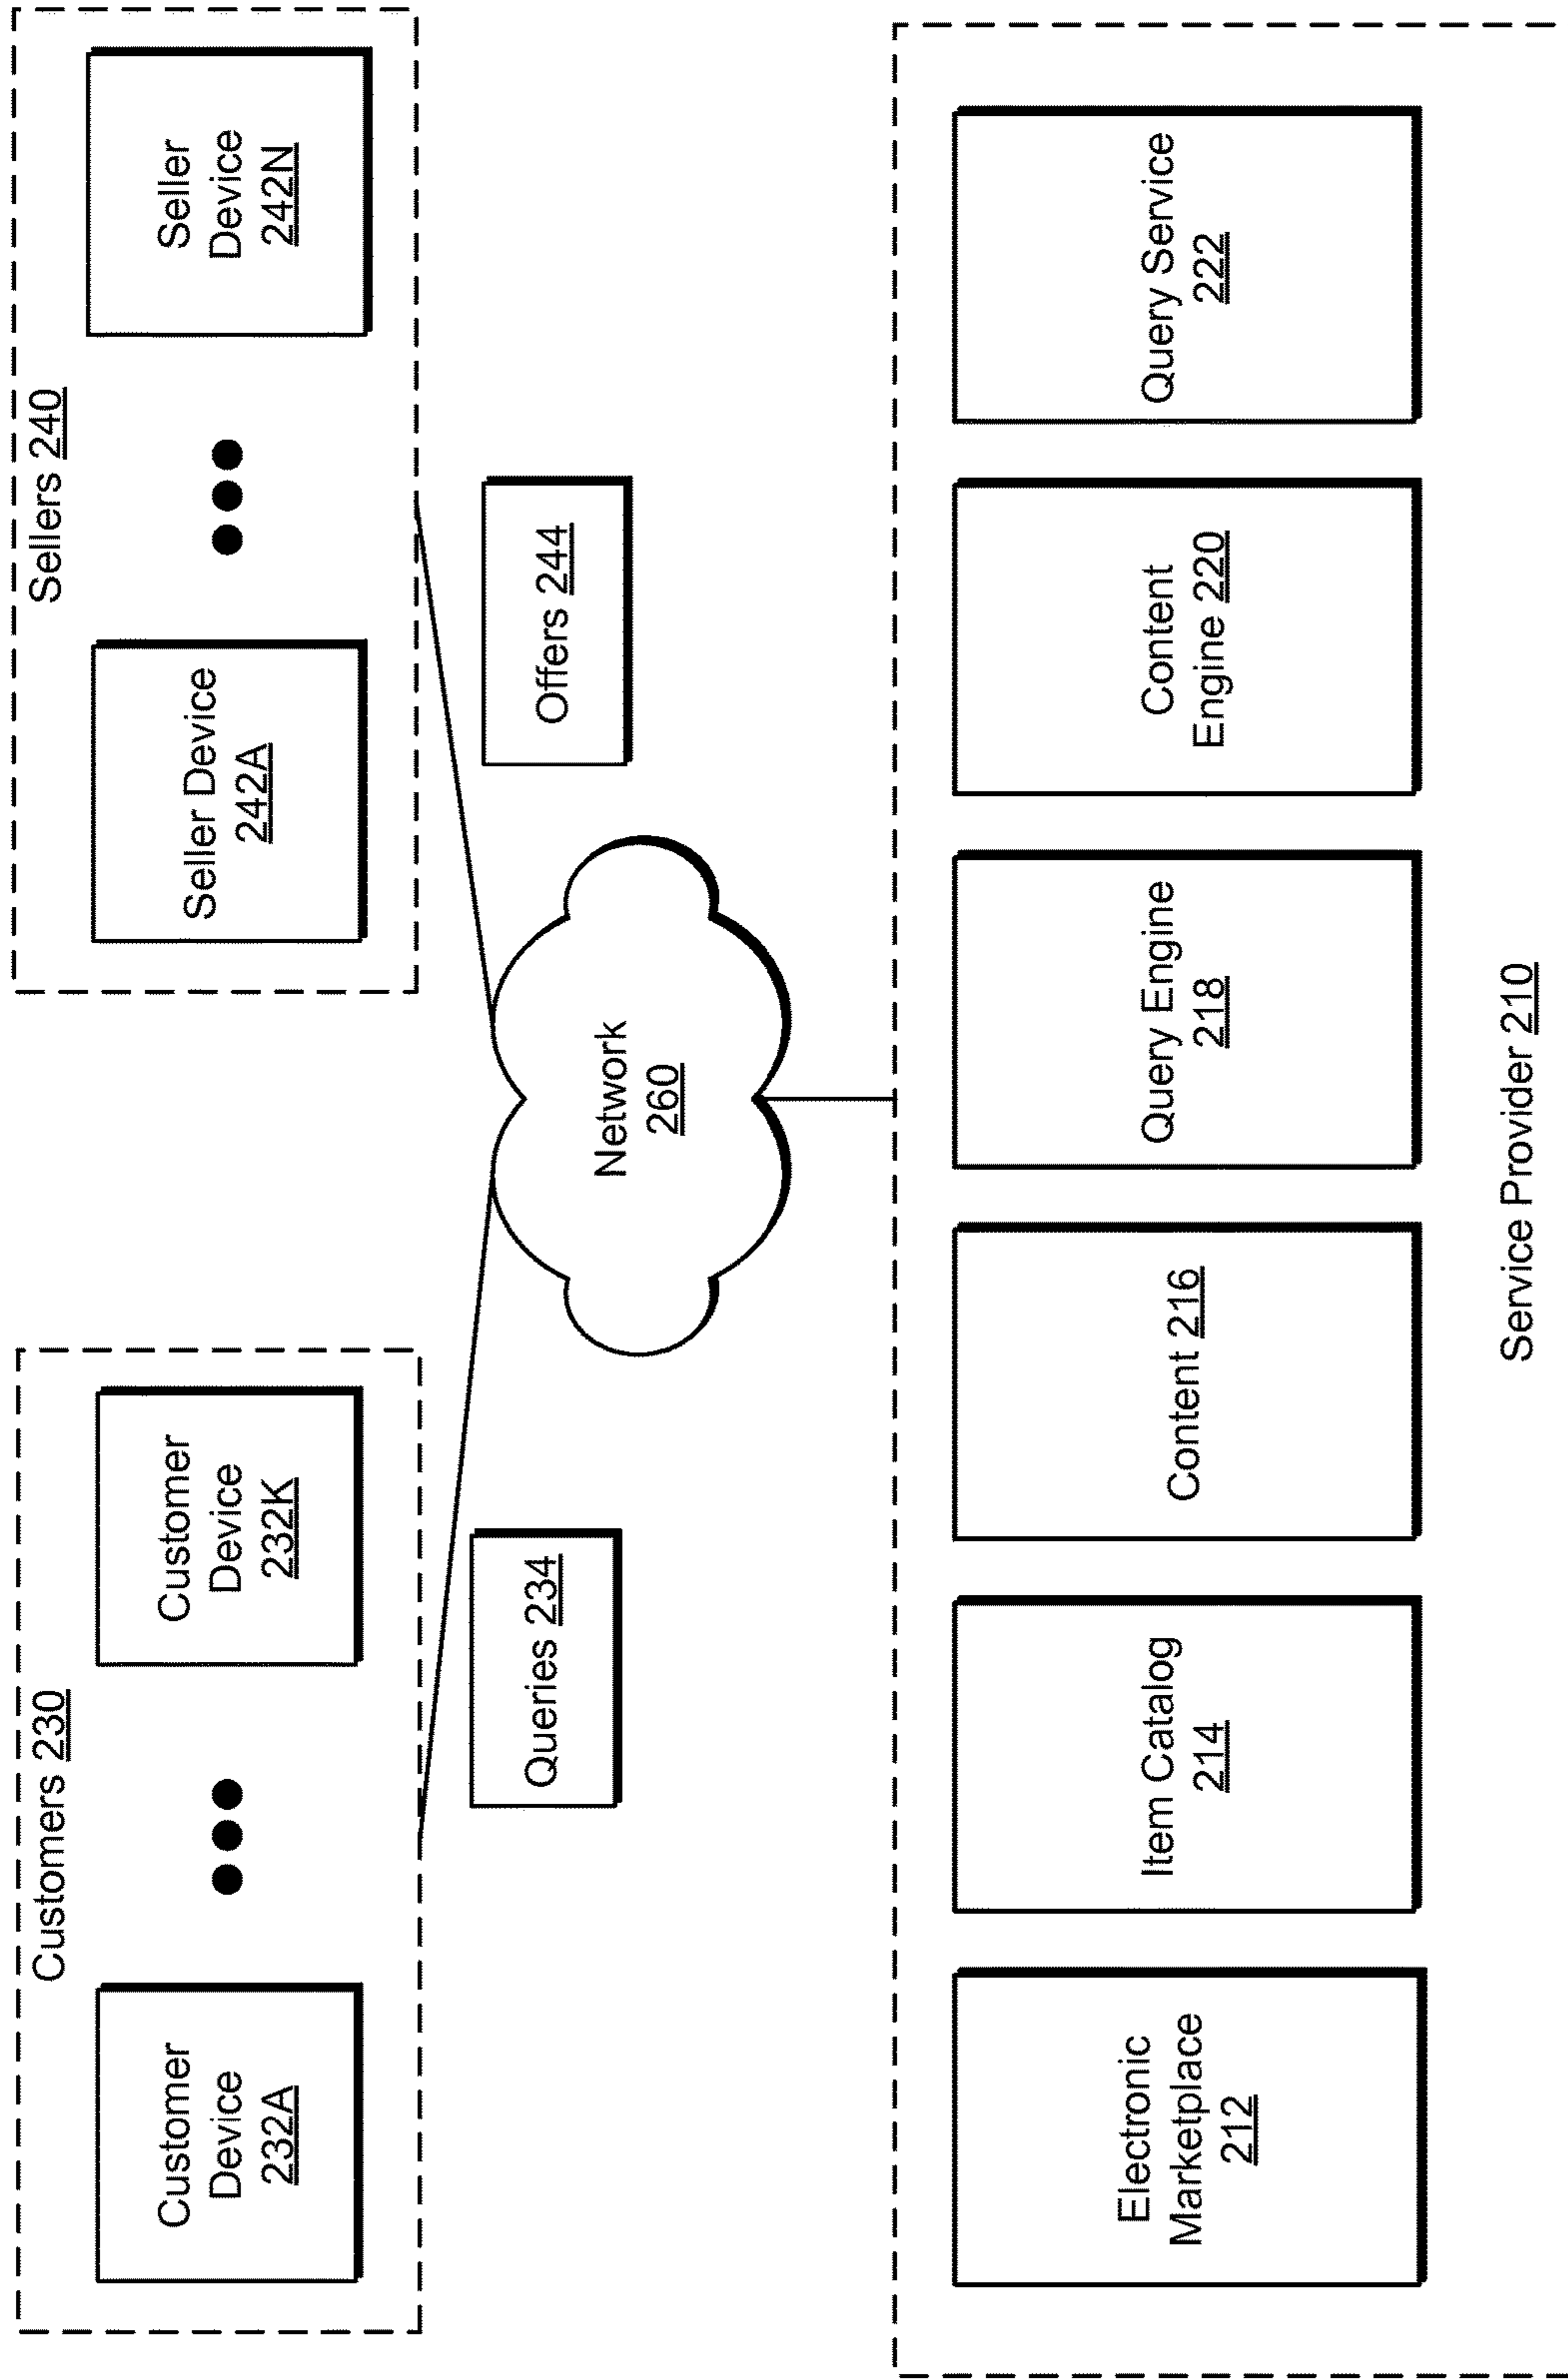 Customers 230
Customer
Device
232A
Customer
Device
232K
Sellers 240
Seller Device
242A
Seller
Device
242N
Queries 234
Offers 244
Network
260
Electronic
Marketplace
212
Item Catalog
214
Content 216
Query Engine
218
Content
Engine 220
Query Service
222
Service Provider 210